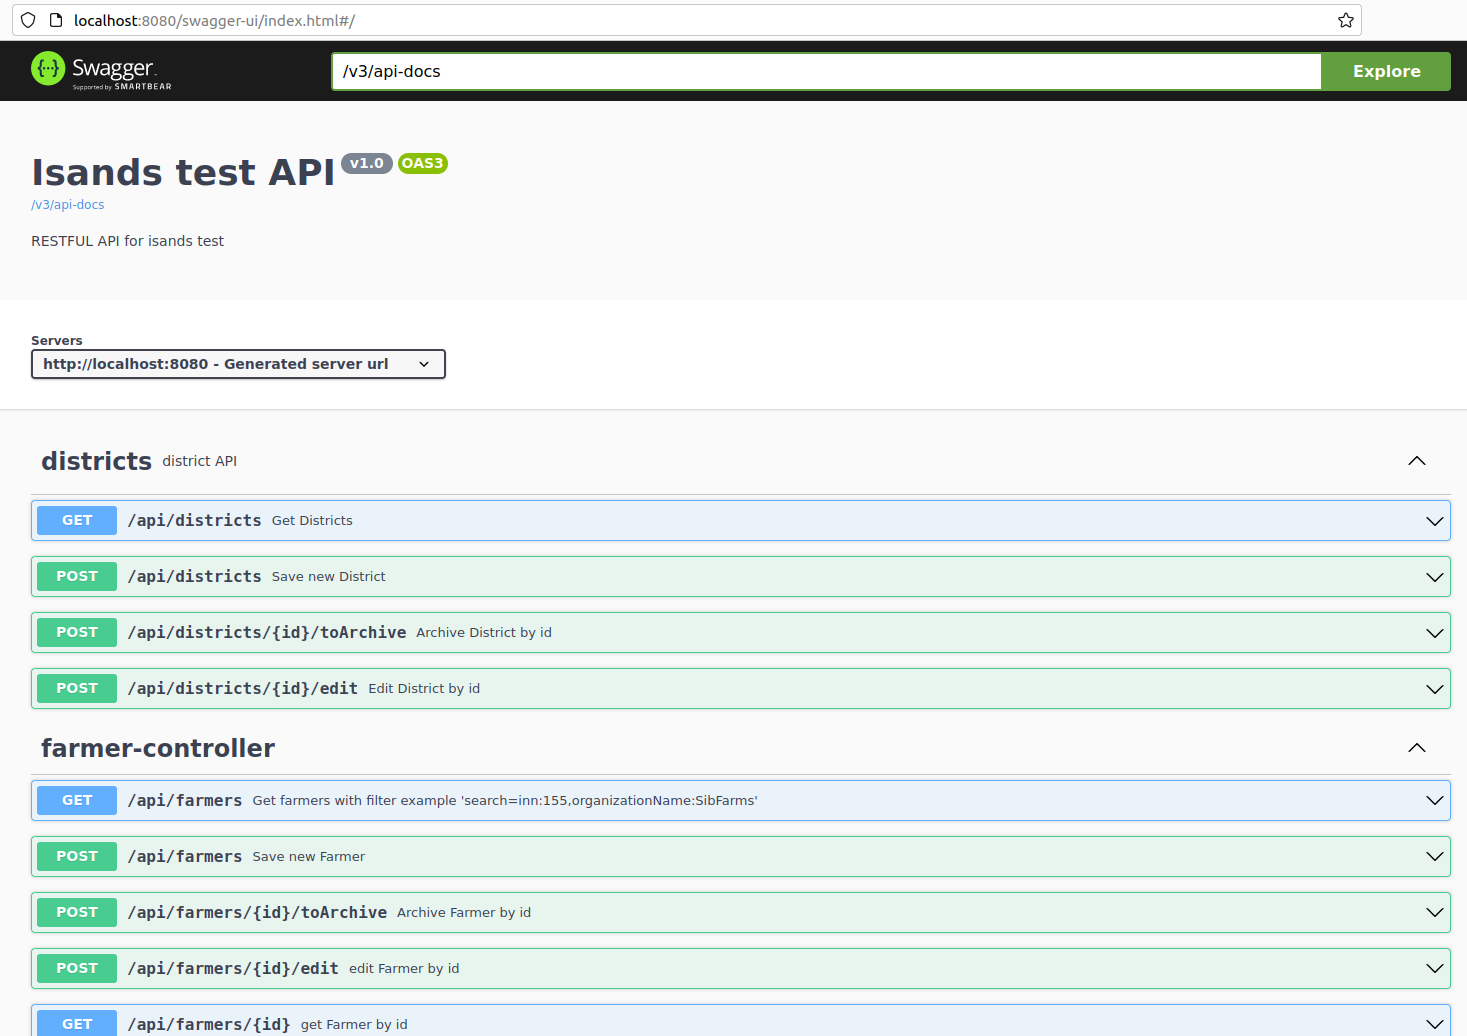 localhost:8080/swagger-ui/index.html#/
{···} Swagger™
Supported by SMARTBEAR
/v3/api-docs
Explore
Isands test API v1.0 OAS3
/v3/api-docs
RESTFUL API for isands test
Servers
http://localhost:8080 - Generated server url
districts district API
GET /api/districts Get Districts
POST /api/districts Save new District
POST /api/districts/{id}/toArchive Archive District by id
POST /api/districts/{id}/edit Edit District by id
farmer-controller
GET /api/farmers Get farmers with filter example 'search=inn:155,organizationName:SibFarms'
POST /api/farmers Save new Farmer
POST /api/farmers/{id}/toArchive Archive Farmer by id
POST /api/farmers/{id}/edit edit Farmer by id
GET /api/farmers/{id} get Farmer by id